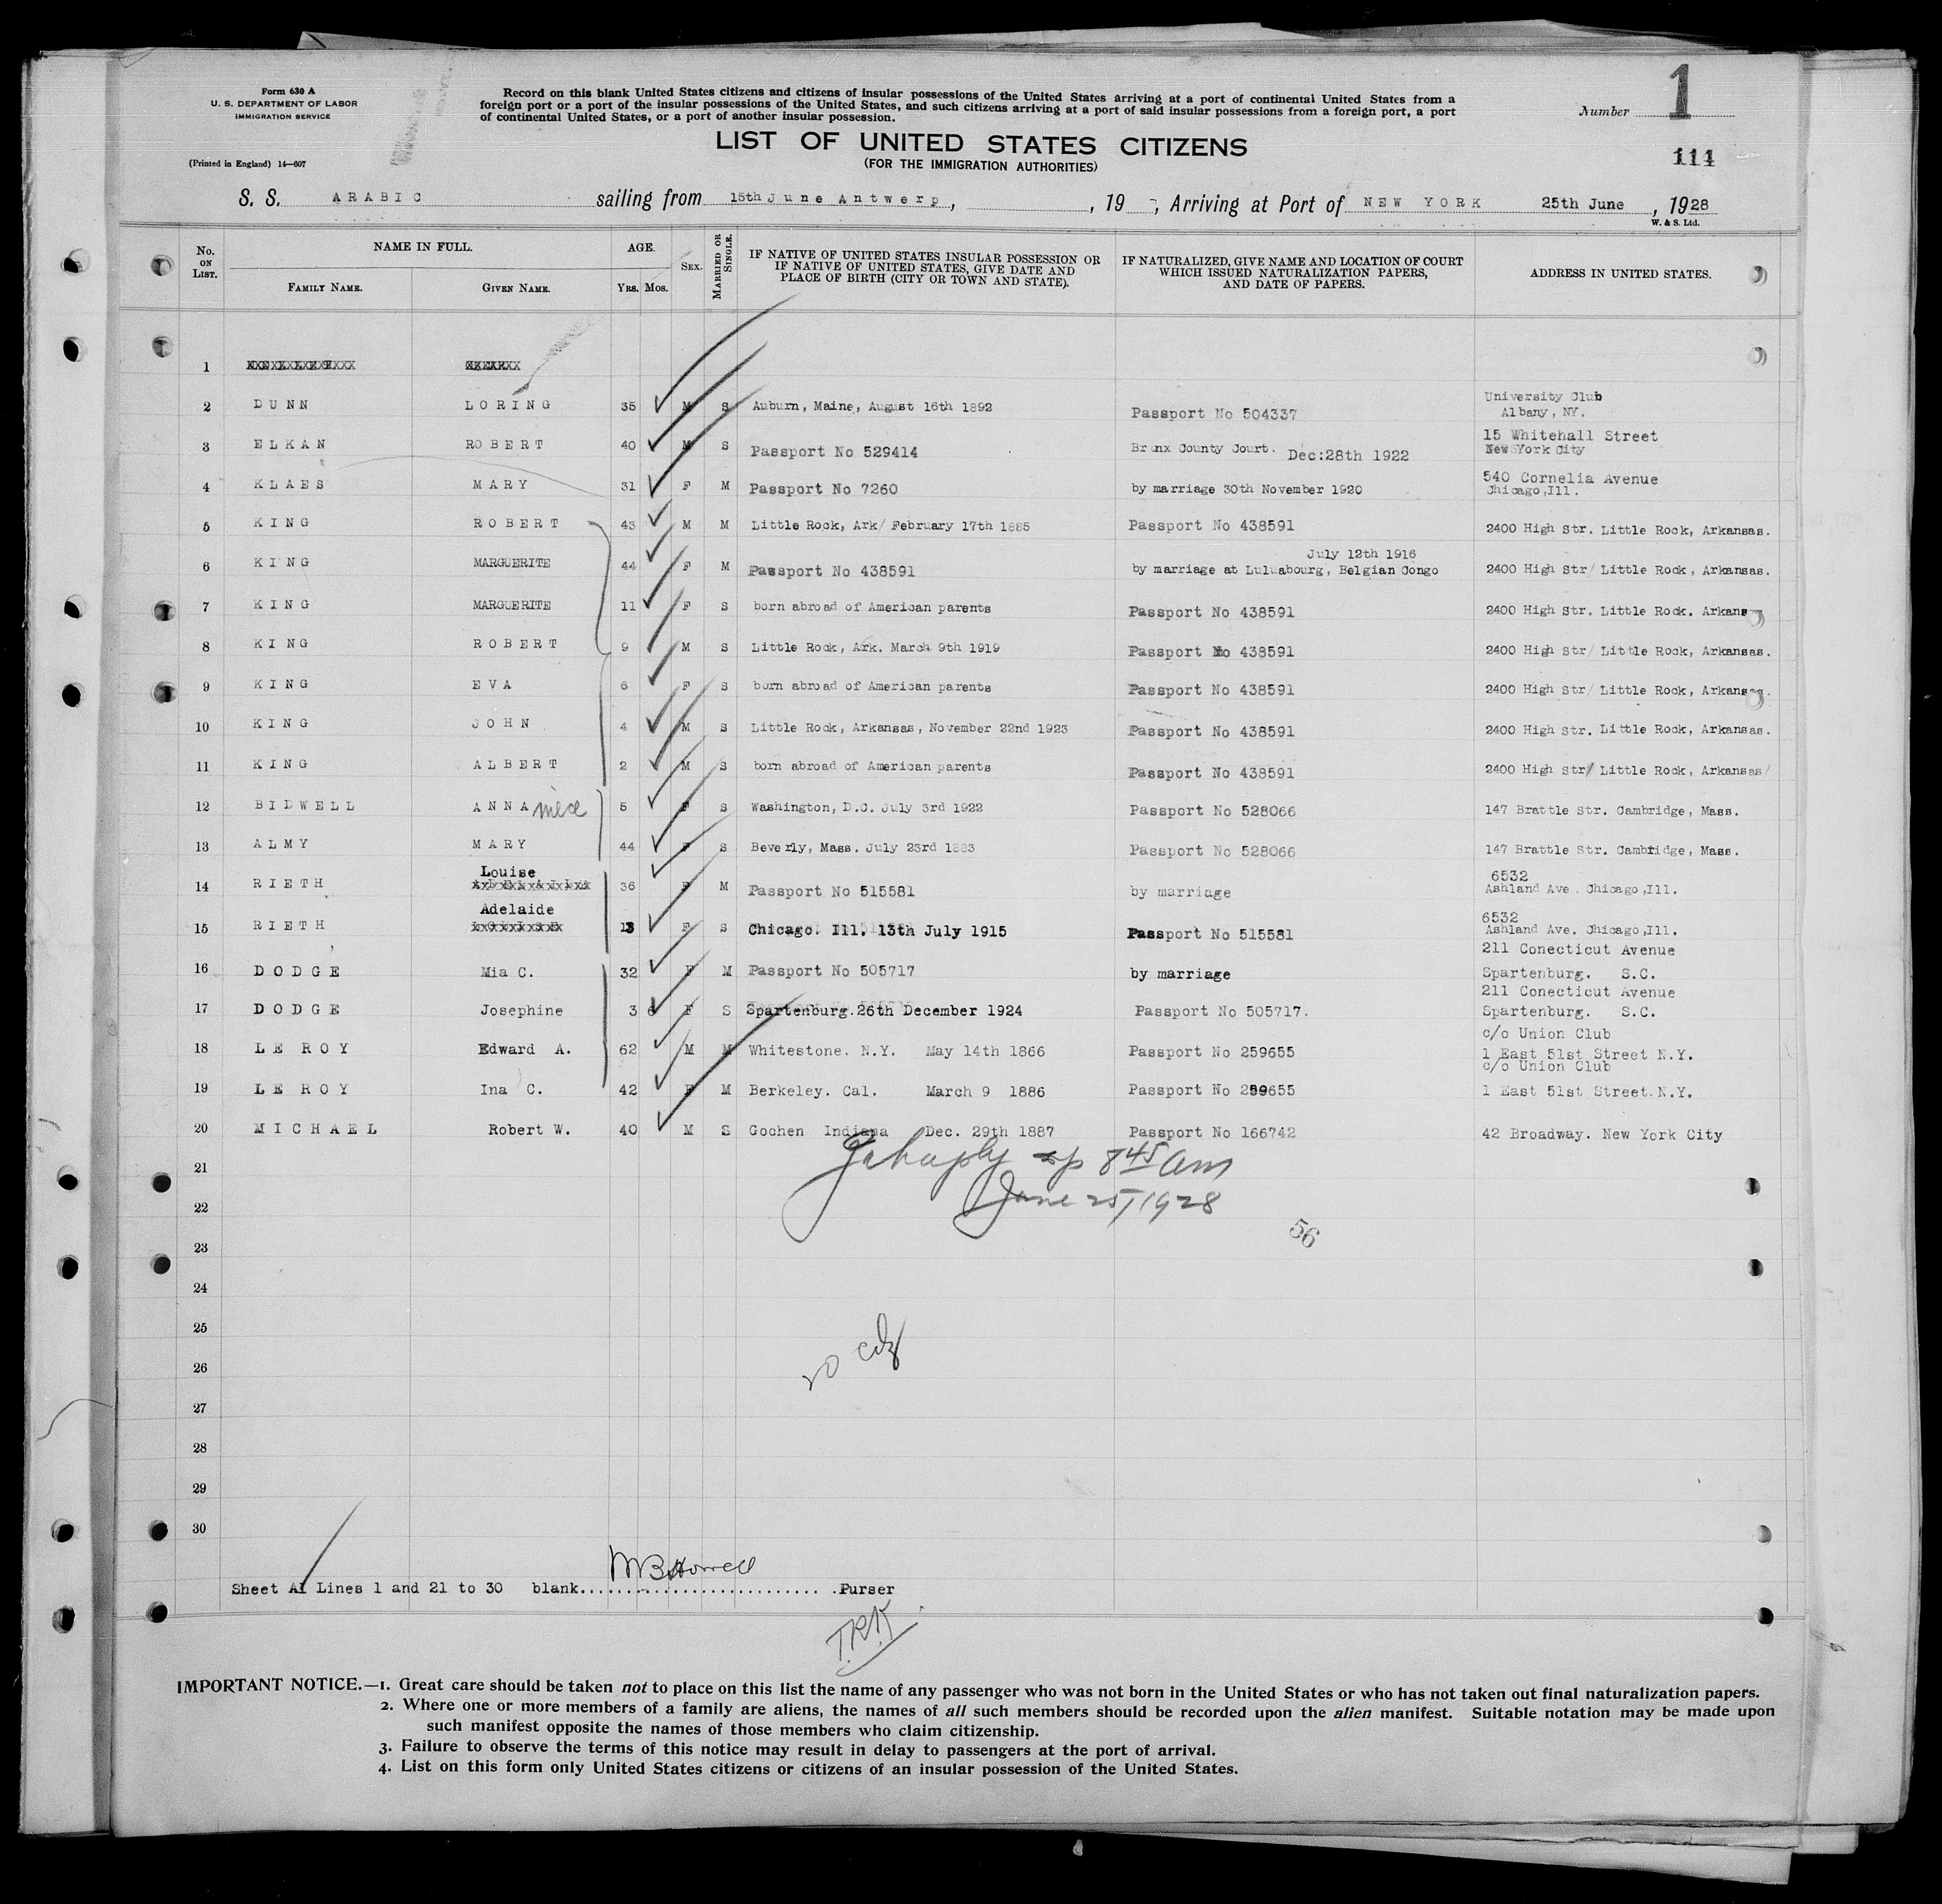 Form 630 A
U. S. DEPARTMENT OF LABOR
IMMIGRATION SERVICE
(Printed in England) 14—607
Record on this blank United States citizens and citizens of insular possessions of the United States arriving at a port of continental United States from a
foreign port or a port of the insular possessions of the United States, and such citizens arriving at a port of said insular possessions from a foreign port, a port
of continental United States, or a port of another insular possession.
Number 1
LIST OF UNITED STATES CITIZENS
(FOR THE IMMIGRATION AUTHORITIES)
111
S. S. ARABIC sailing from 15th June Antwerp, , 19 , Arriving at Port of NEW YORK 25th June , 1928
W. & S. Ltd.
No. ON LIST. NAME IN FULL. FAMILY NAME. GIVEN NAME. AGE. YRS. MOS. SEX. MARRIED OR SINGLE. IF NATIVE OF UNITED STATES INSULAR POSSESSION OR IF NATIVE OF UNITED STATES, GIVE DATE AND PLACE OF BIRTH (CITY OR TOWN AND STATE). IF NATURALIZED, GIVE NAME AND LOCATION OF COURT WHICH ISSUED NATURALIZATION PAPERS, AND DATE OF PAPERS. ADDRESS IN UNITED STATES.
1
2 DUNN LORING 35 M S Auburn, Maine, August 16th 1892 Passport No 504337 University Club Albany, NY.
3 ELKAN ROBERT 40 M S Passport No 529414 Bronx County Court. Dec:28th 1922 15 Whitehall Street New York City
4 KLAES MARY 31 F M Passport No 7260 by marriage 30th November 1920 540 Cornelia Avenue Chicago,Ill.
5 KING ROBERT 43 M M Little Rock, Ark/ February 17th 1885 Passport No 438591 2400 High Str. Little Rock, Arkansas.
6 KING MARGUERITE 44 F M Passport No 438591 July 12th 1916 by marriage at Luluabourg, Belgian Congo 2400 High Str/ Little Rock, Arkansas.
7 KING MARGUERITE 11 F S born abroad of American parents Passport No 438591 2400 High Str. Little Rock. Arkans
8 KING ROBERT 9 M S Little Rock, Ark. March 9th 1919 Passport No 438591 2400 High Str/ Little Rock, Arkansas.
9 KING EVA 6 F S born abroad of American parents Passport No 438591 2400 High Str/ Little Rock, Arkansas.
10 KING JOHN 4 M S Little Rock, Arkansas, November 22nd 1923 Passport No 438591 2400 High Str. Little Rock, Arkansas.
11 KING ALBERT 2 M S born abroad of American parents Passport No 438591 2400 High Str/ Little Rock, Arkansas/
12 BIDWELL ANNA niece 5 F S Washington, D.C. July 3rd 1922 Passport No 528066 147 Brattle Str. Cambridge, Mass.
13 ALMY MARY 44 F S Beverly, Mass. July 23rd 1883 Passport No 528066 147 Brattle Str. Cambridge, Mass.
14 RIETH Louise 36 F M Passport No 515581 by marriage 6532 Ashland Ave. Chicago,Ill.
15 RIETH Adelaide 13 F S Chicago. Ill. 13th July 1915 Passport No 515581 6532 Ashland Ave. Chicago,Ill.
16 DODGE Mia C. 32 F M Passport No 505717 by marriage 211 Conecticut Avenue Spartenburg. S.C.
17 DODGE Josephine 3 6 F S Spartenburg.26th December 1924 Passport No 505717. 211 Conecticut Avenue Spartenburg. S.C.
18 LE ROY Edward A. 62 M M Whitestone. N.Y. May 14th 1866 Passport No 259655 c/o Union Club 1 East 51st Street N.Y.
19 LE ROY Ina C. 42 F M Berkeley. Cal. March 9 1886 Passport No 259655 c/o Union Club 1 East 51st Street.N.Y.
20 MICHAEL Robert W. 40 M S Gochen Indiana Dec. 29th 1887 Passport No 166742 42 Broadway. New York City
21 8 45 am
22 June 25/1928
56
23
24
25
26 no
27
28
29
30
M B Howell
Sheet A1 Lines 1 and 21 to 30 blank.............................Purser
T.R.K.
IMPORTANT NOTICE.—1. Great care should be taken not to place on this list the name of any passenger who was not born in the United States or who has not taken out final naturalization papers.
2. Where one or more members of a family are aliens, the names of all such members should be recorded upon the alien manifest. Suitable notation may be made upon
such manifest opposite the names of those members who claim citizenship.
3. Failure to observe the terms of this notice may result in delay to passengers at the port of arrival.
4. List on this form only United States citizens or citizens of an insular possession of the United States.